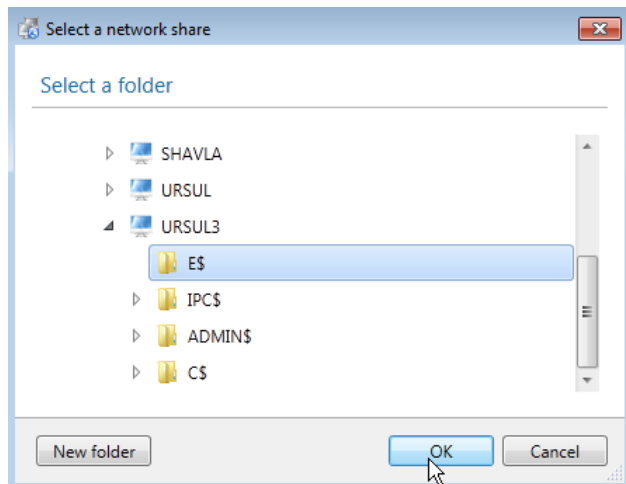 Select a network share
Select a folder
SHAVLA
URSUL
URSUL3
E$
IPC$
ADMIN$
C$
New folder
OK
Cancel